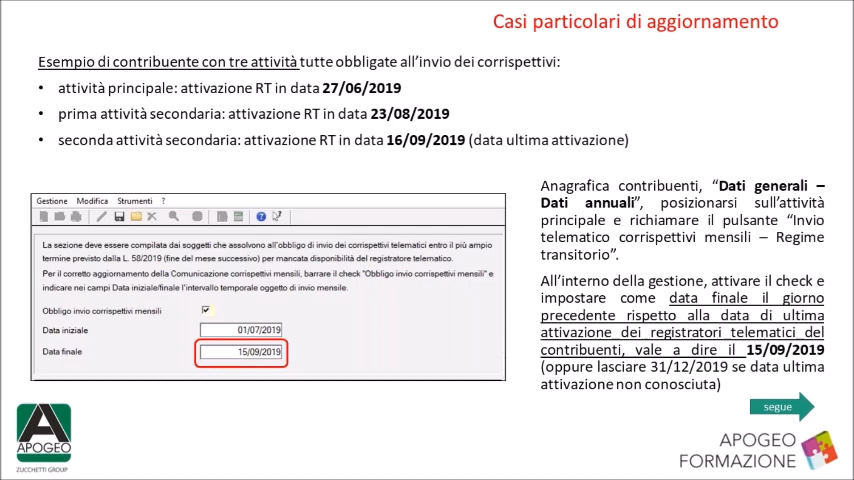 Casi particolari di aggiornamento
Esempio di contribuente con tre attività tutte obbligate all’invio dei corrispettivi:
• attività principale: attivazione RT in data 27/06/2019
• prima attività secondaria: attivazione RT in data 23/08/2019
• seconda attività secondaria: attivazione RT in data 16/09/2019 (data ultima attivazione)
Gestione Modifica Strumenti ?
La sezione deve essere compilata dai soggetti che assolvono all'obbligo di invio dei corrispettivi telematici entro il più ampio
termine previsto dalla L. 58/2019 (fine del mese successivo) per mancata disponibilità del registratore telematico.
Per il corretto aggiornamento della Comunicazione corrispettivi mensili, barrare il check "Obbligo invio corrispettivi mensili" e
indicare nei campi Data iniziale/finale l'intervallo temporale oggetto di invio mensile.
Obbligo invio corrispettivi mensili
Data iniziale 01/07/2019
Data finale 15/09/2019
Anagrafica contribuenti, “Dati generali –
Dati annuali”, posizionarsi sull’attività
principale e richiamare il pulsante “Invio
telematico corrispettivi mensili – Regime
transitorio”.
All’interno della gestione, attivare il check e
impostare come data finale il giorno
precedente rispetto alla data di ultima
attivazione dei registratori telematici del
contribuenti, vale a dire il 15/09/2019
(oppure lasciare 31/12/2019 se data ultima
attivazione non conosciuta)
segue
APOGEO
ZUCCHETTI GROUP
APOGEO
FORMAZIONE